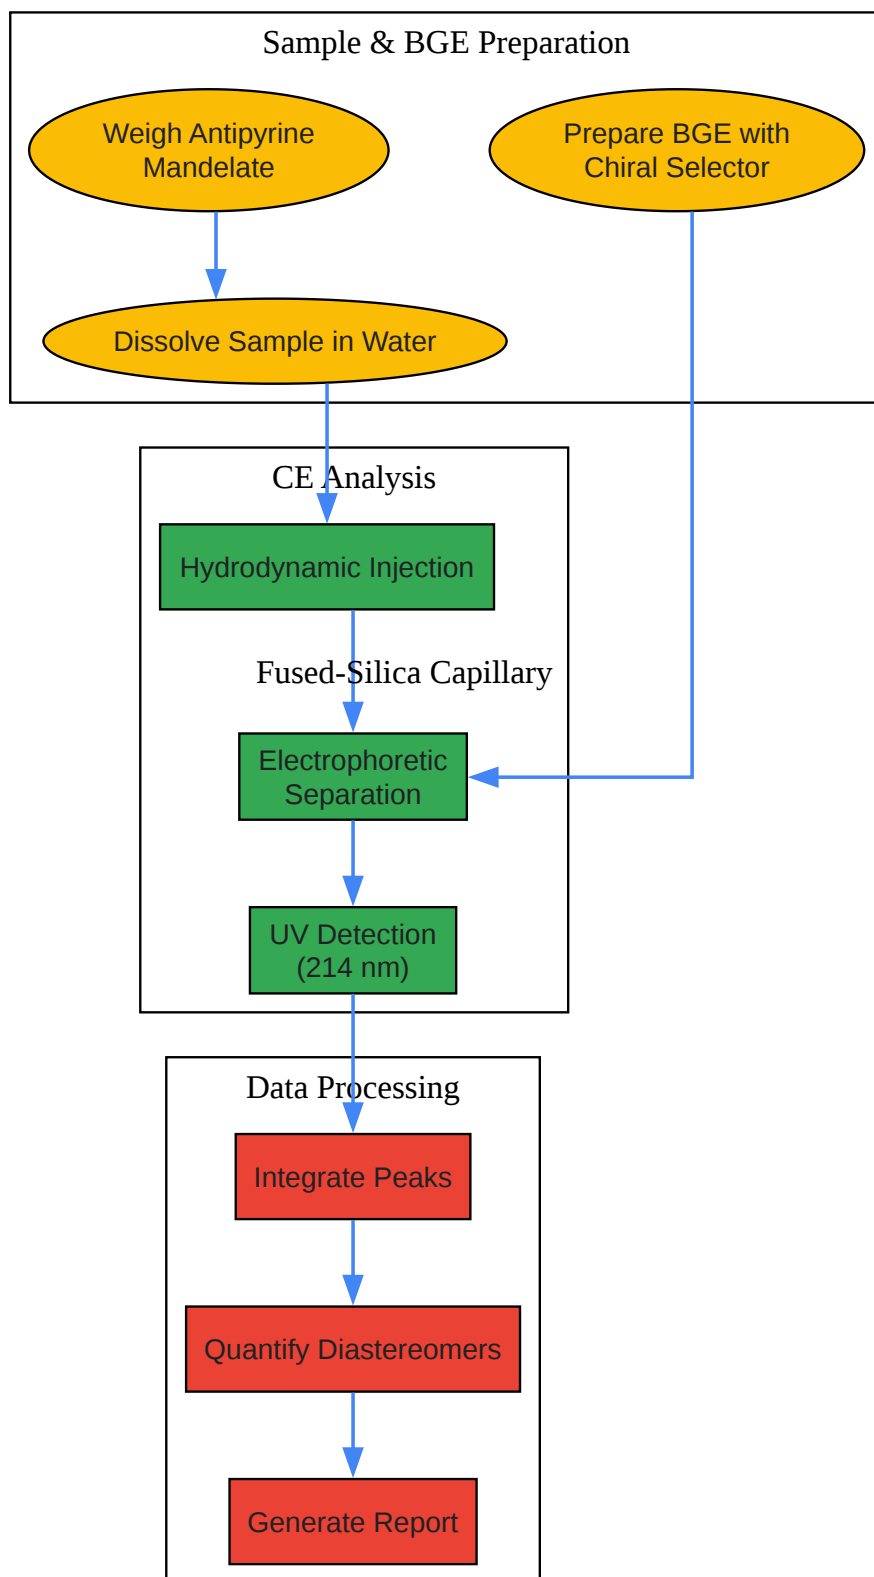 Sample & BGE Preparation
Weigh Antipyrine
Mandelate
Prepare BGE with
Chiral Selector
Dissolve Sample in Water
CE Analysis
Hydrodynamic Injection
Fused-Silica Capillary
Electrophoretic
Separation
UV Detection
(214 nm)
Data Processing
Integrate Peaks
Quantify Diastereomers
Generate Report